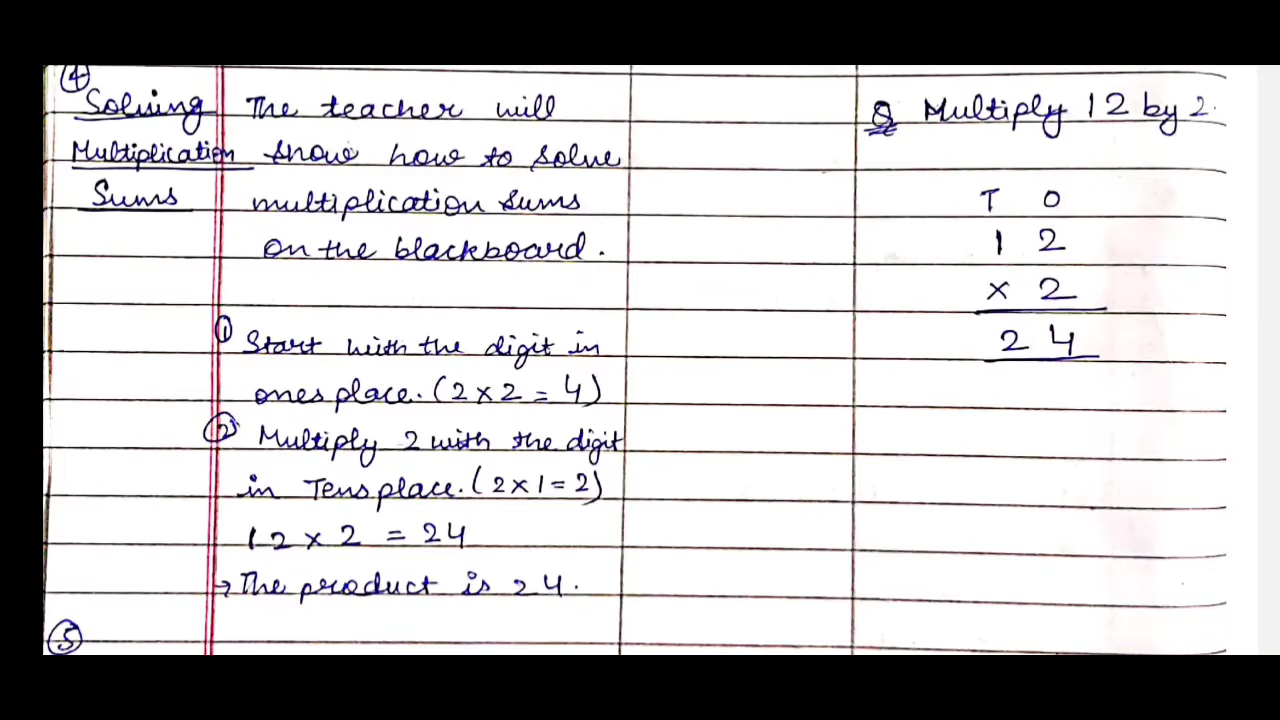 ④
Solving
Multiplication
Sums
The teacher will
show how to solve
multiplication sums
on the blackboard.
① Start with the digit in
ones place. (2 × 2 = 4)
② Multiply 2 with the digit
in Tens place. (2 × 1 = 2)
12 × 2 = 24
→ The product is 24.
Q Multiply 12 by 2.
T O
1 2
× 2
2 4
⑤